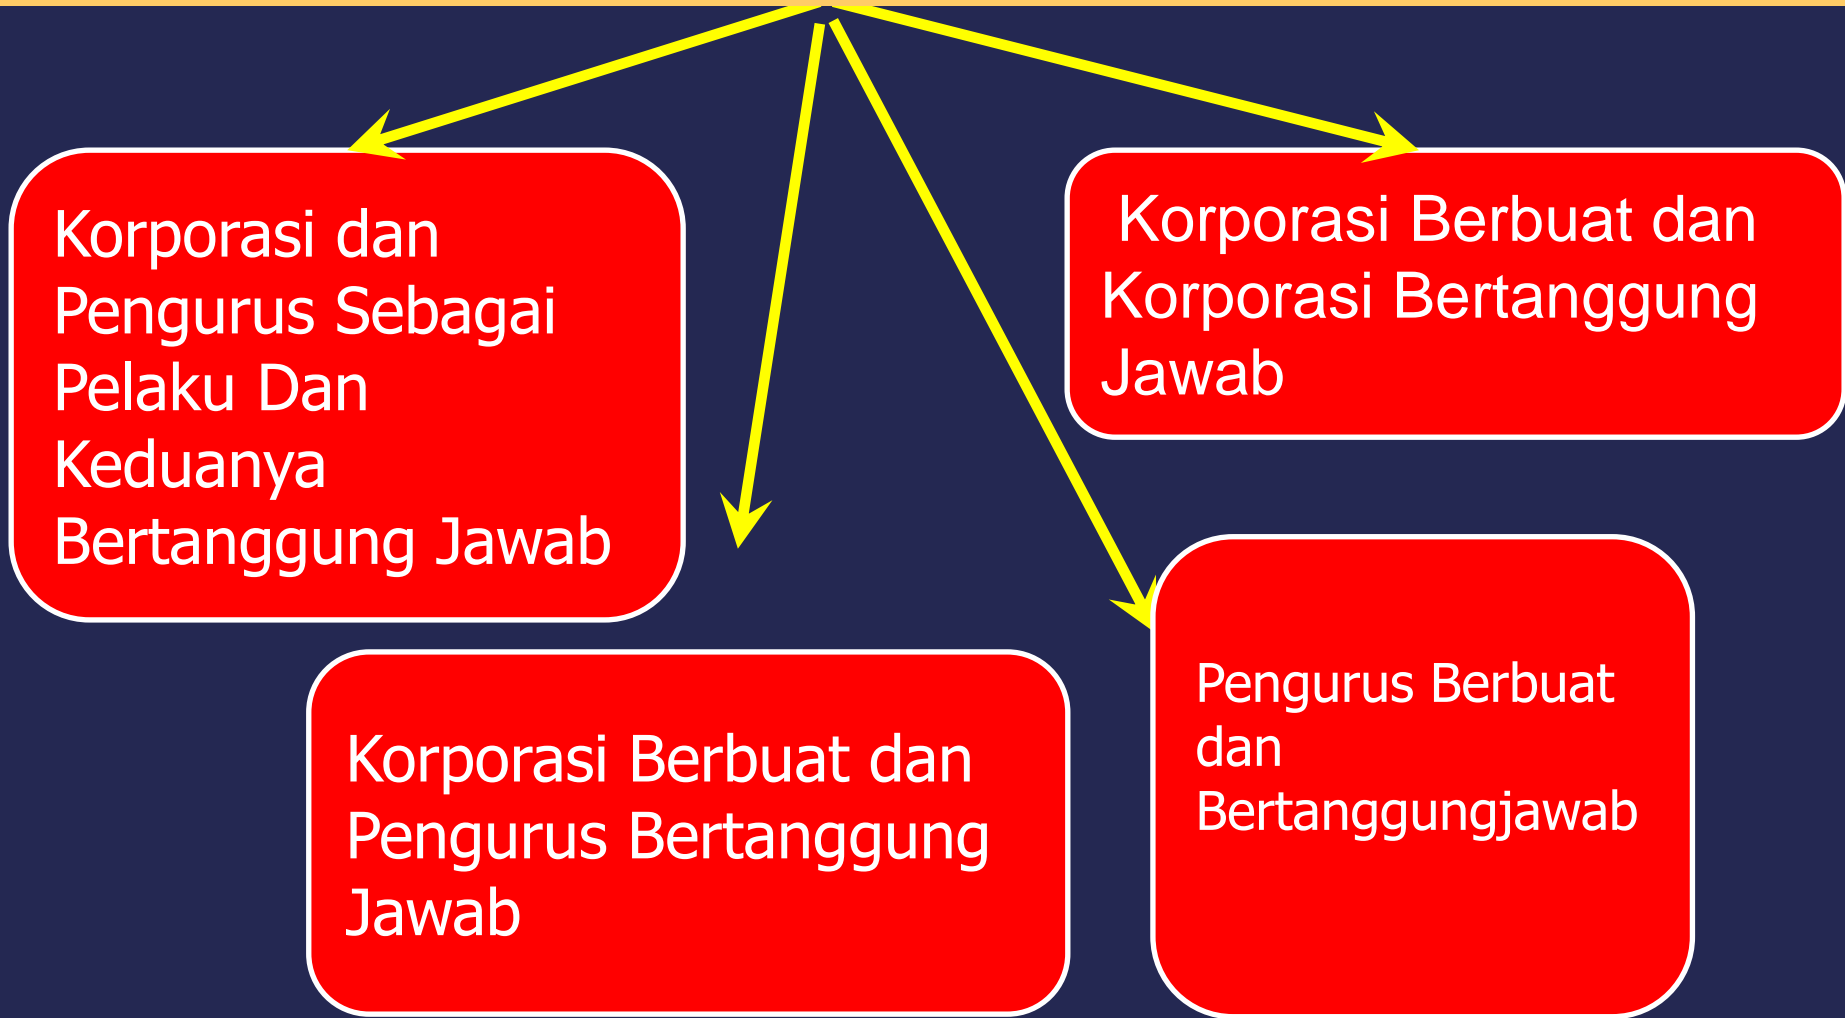 Korporasi dan
Pengurus Sebagai
Pelaku Dan
Keduanya
Bertanggung Jawab
Korporasi Berbuat dan
Korporasi Bertanggung
Jawab
Korporasi Berbuat dan
Pengurus Bertanggung
Jawab
Pengurus Berbuat
dan
Bertanggungjawab